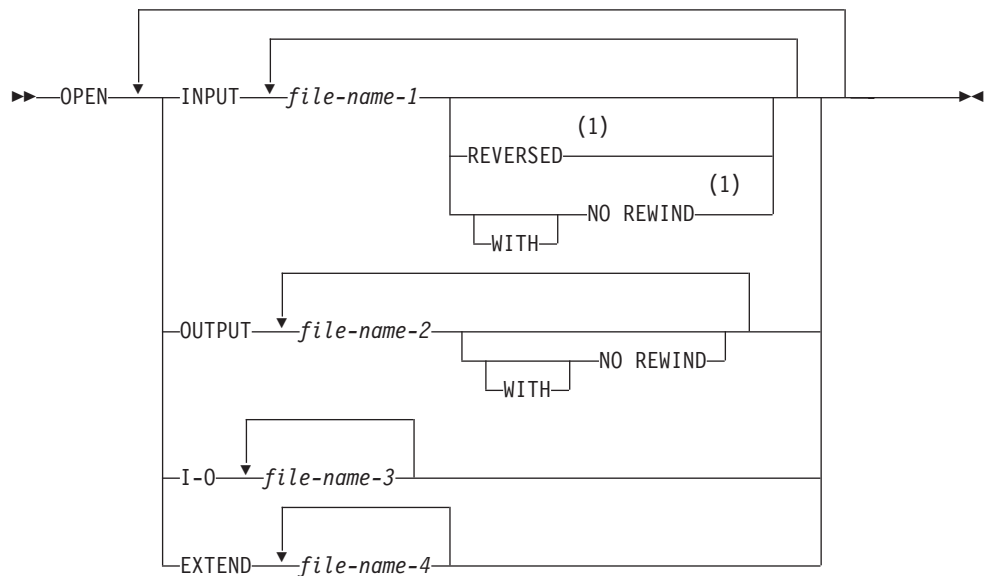 OPEN INPUT file-name-1
(1)
REVERSED
(1)
NO REWIND
WITH
OUTPUT file-name-2
NO REWIND
WITH
I-O file-name-3
EXTEND file-name-4